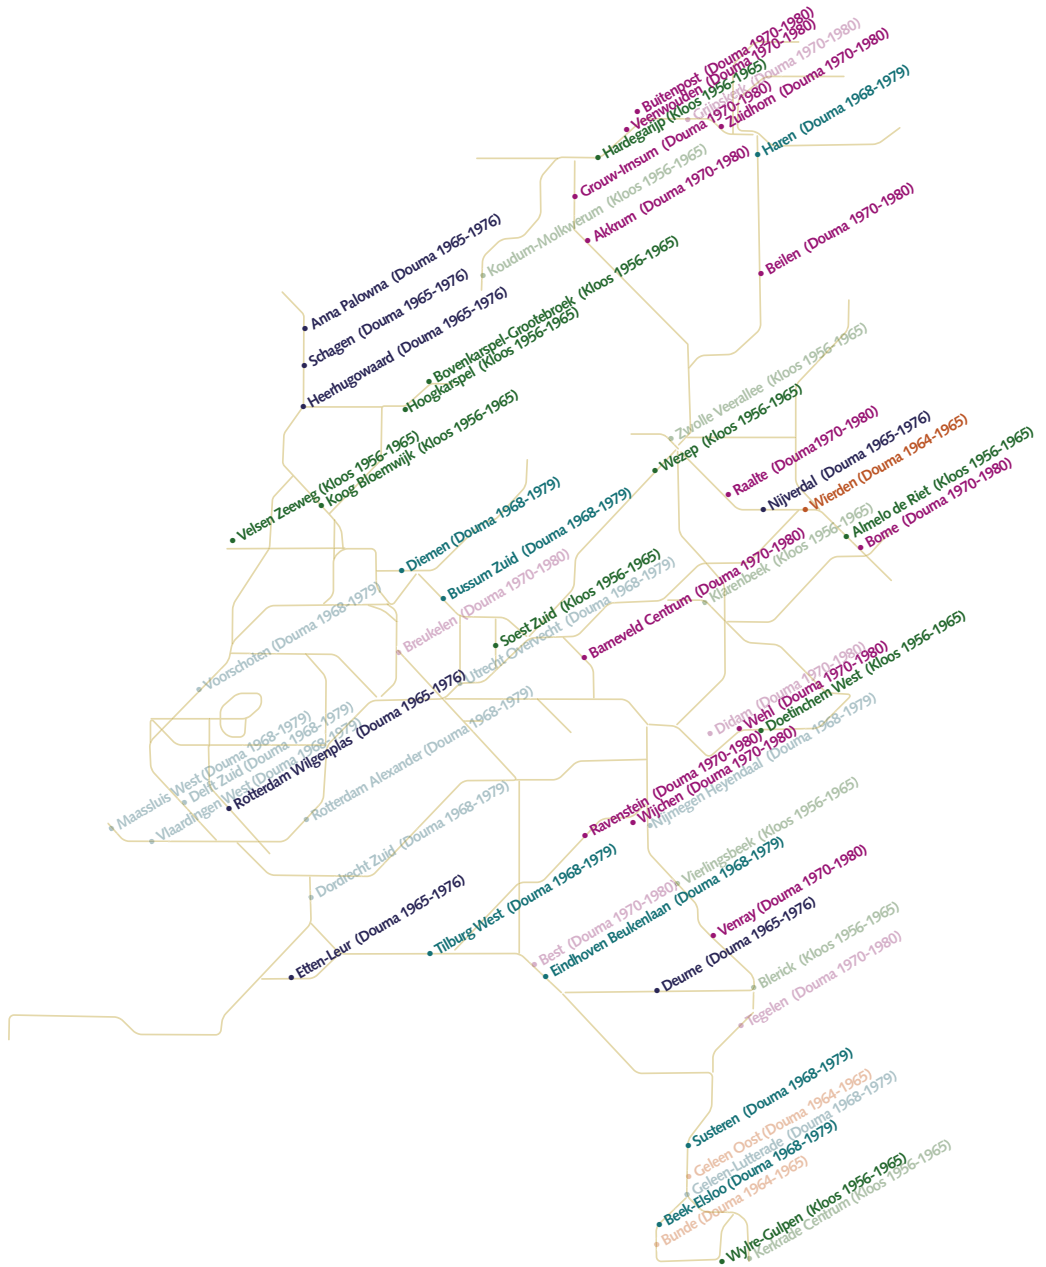 Buitenpost (Douma 1970-1980)
Veenwouden (Douma 1970-1980)
Grijpskerk (Douma 1970-1980)
Zuidhorn (Douma 1970-1980)
Hardegarijp (Kloos 1956-1965)
Haren (Douma 1968-1979)
Grouw-Irnsum (Douma 1970-1980)
Akkrum (Douma 1970-1980)
Koudum-Molkwerum (Kloos 1956-1965)
Beilen (Douma 1970-1980)
Anna Palowna (Douma 1965-1976)
Schagen (Douma 1965-1976)
Heerhugowaard (Douma 1965-1976)
Bovenkarspel-Grootebroek (Kloos 1956-1965)
Hoogkarspel (Kloos 1956-1965)
Zwolle Veerallee (Kloos 1956-1965)
Wezep (Kloos 1956-1965)
Raalte (Douma1970-1980)
Nijverdal (Douma 1965-1976)
Wierden (Douma 1964-1965)
Almelo de Riet (Kloos 1956-1965)
Borne (Douma 1970-1980)
Velsen Zeeweg (Kloos 1956-1965)
Koog Bloemwijk (Kloos 1956-1965)
Diemen (Douma 1968-1979)
Bussum Zuid (Douma 1968-1979)
Breukelen (Douma 1970-1980)
Soest Zuid (Kloos 1956-1965)
Utrecht Overvecht (Douma 1968-1979)
Klarenbeek (Kloos 1956-1965)
Barneveld Centrum (Douma 1970-1980)
Voorschoten (Douma 1968-1979)
Didam (Douma 1970-1980)
Wehl (Douma 1970-1980)
Doetinchem West (Kloos 1956-1965)
Maassluis West (Douma 1968-1979)
Delft Zuid (Douma 1968-1979)
Vlaardingen West (Douma 1968-1979)
Rotterdam Wilgenplas (Douma 1965-1976)
Rotterdam Alexander (Douma 1968-1979)
Ravenstein (Douma 1970-1980)
Wijchen (Douma 1970-1980)
Nijmegen Heyendaal (Douma 1968-1979)
Dordrecht Zuid (Douma 1968-1979)
Vierlingsbeek (Kloos 1956-1965)
Etten-Leur (Douma 1965-1976)
Tilburg West (Douma 1968-1979)
Best (Douma 1970-1980)
Eindhoven Beukenlaan (Douma 1968-1979)
Venray (Douma 1970-1980)
Deurne (Douma 1965-1976)
Blerick (Kloos 1956-1965)
Tegelen (Douma 1970-1980)
Susteren (Douma 1968-1979)
Geleen Oost (Douma 1964-1965)
Geleen-Lutterade (Douma 1968-1979)
Beek-Elsloo (Douma 1968-1979)
Bunde (Douma 1964-1965)
Wylre-Gulpen (Kloos 1956-1965)
Kerkrade Centrum (Kloos 1956-1965)